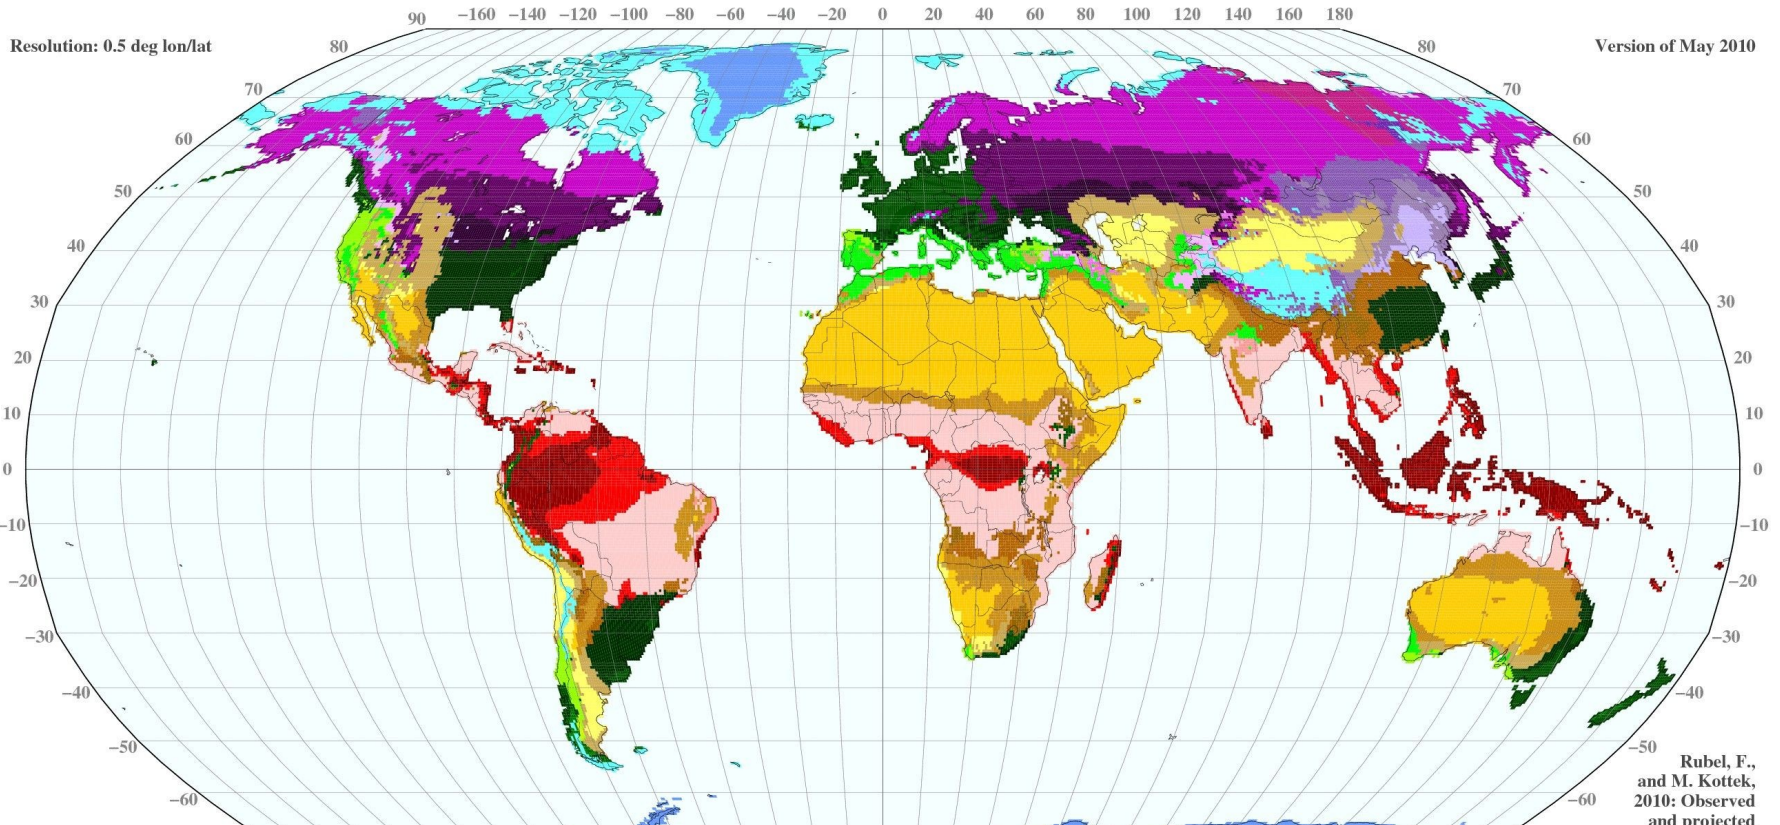 90 −160 −140 −120 −100 −80 −60 −40 −20 0 20 40 60 80 100 120 140 160 180
Resolution: 0.5 deg lon/lat
Version of May 2010
80 80
70 70
60 60
50 50
40 40
30 30
20 20
10 10
0 0
−10 −10
−20 −20
−30 −30
−40 −40
−50 −50
−60 −60
Rubel, F.,
and M. Kottek,
2010: Observed
and projected